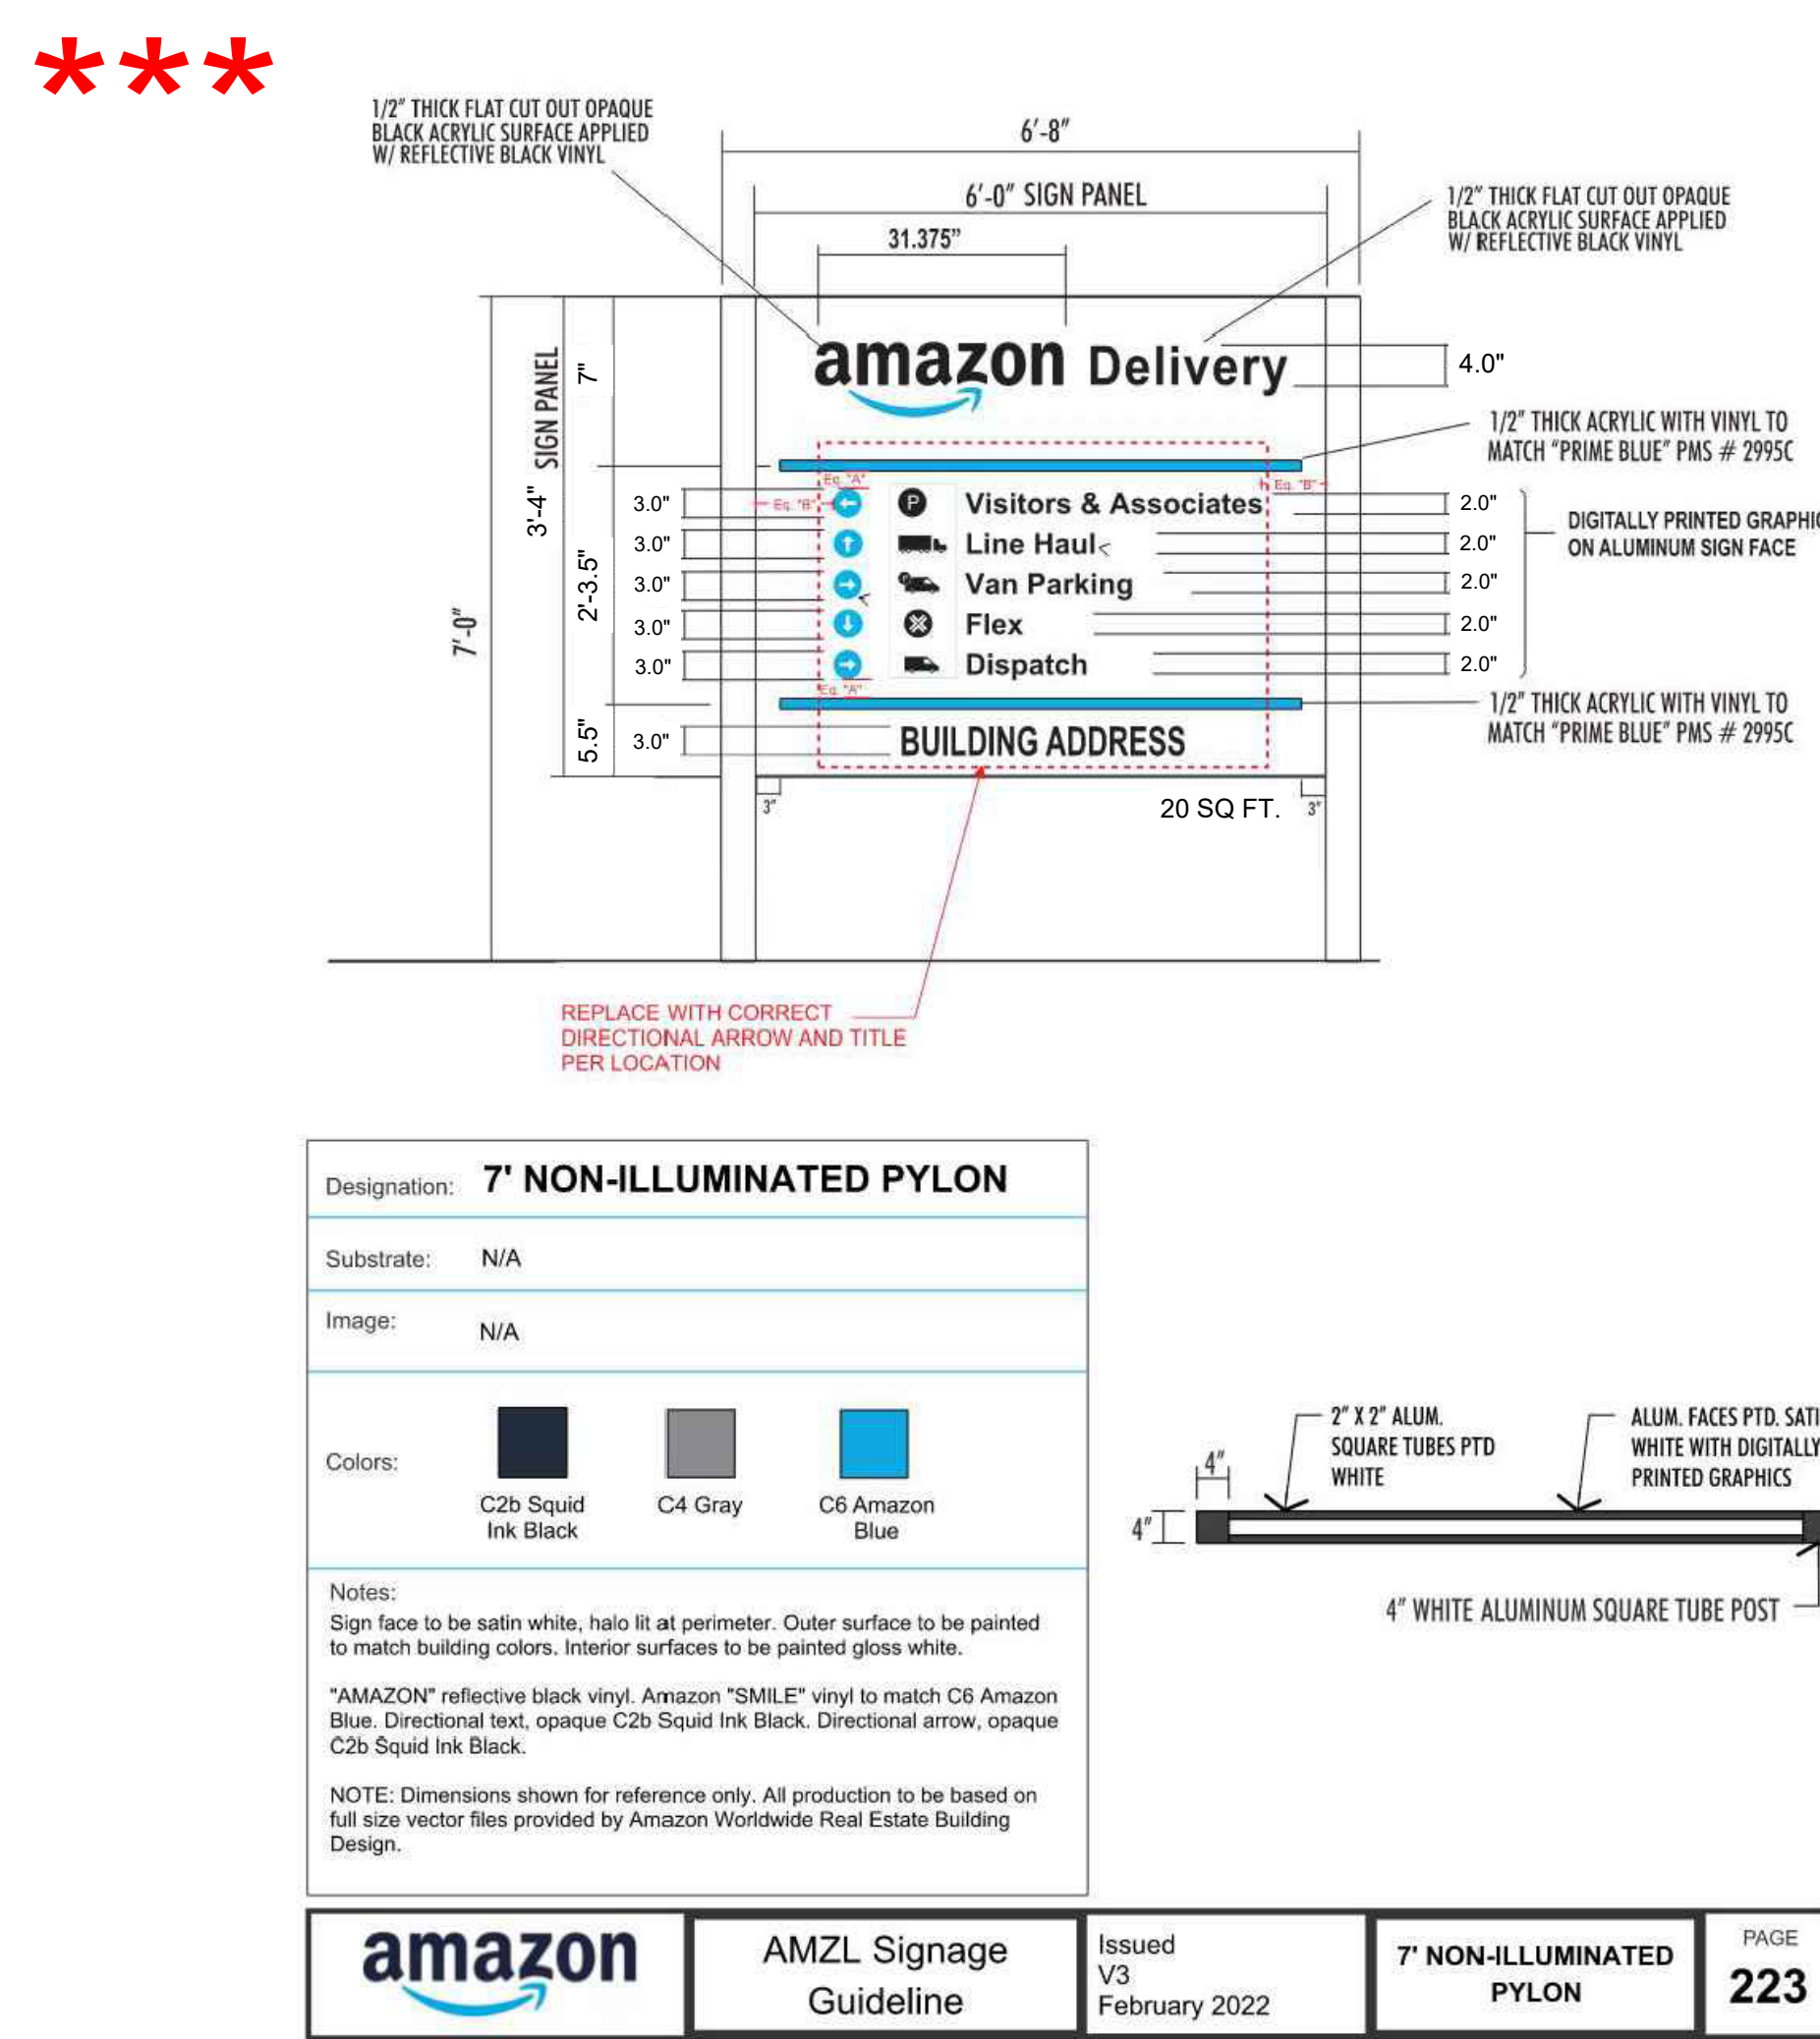 ***
1/2" THICK FLAT CUT OUT OPAQUE
BLACK ACRYLIC SURFACE APPLIED
W/ REFLECTIVE BLACK VINYL
6'-8"
6'-0" SIGN PANEL
31.375"
1/2" THICK FLAT CUT OUT OPAQUE
BLACK ACRYLIC SURFACE APPLIED
W/ REFLECTIVE BLACK VINYL
amazon Delivery
4.0"
7'-0"
SIGN PANEL
3'-4"
7"
2'-3.5"
5.5"
1/2" THICK ACRYLIC WITH VINYL TO
MATCH "PRIME BLUE" PMS # 2995C
Eq. "A"
Eq. "B"
Eq. "B"
3.0" P Visitors & Associates 2.0"
3.0" Line Haul 2.0"
3.0" Van Parking 2.0"
3.0" Flex 2.0"
3.0" Dispatch 2.0"
Eq. "A"
DIGITALLY PRINTED GRAPHIC
ON ALUMINUM SIGN FACE
1/2" THICK ACRYLIC WITH VINYL TO
MATCH "PRIME BLUE" PMS # 2995C
3.0" BUILDING ADDRESS
3" 20 SQ FT. 3"
REPLACE WITH CORRECT
DIRECTIONAL ARROW AND TITLE
PER LOCATION
Designation: 7' NON-ILLUMINATED PYLON
Substrate: N/A
Image: N/A
Colors:
C2b Squid
Ink Black
C4 Gray
C6 Amazon
Blue
Notes:
Sign face to be satin white, halo lit at perimeter. Outer surface to be painted
to match building colors. Interior surfaces to be painted gloss white.
"AMAZON" reflective black vinyl. Amazon "SMILE" vinyl to match C6 Amazon
Blue. Directional text, opaque C2b Squid Ink Black. Directional arrow, opaque
C2b Squid Ink Black.
NOTE: Dimensions shown for reference only. All production to be based on
full size vector files provided by Amazon Worldwide Real Estate Building
Design.
4"
4"
2" X 2" ALUM.
SQUARE TUBES PTD
WHITE
ALUM. FACES PTD. SATI
WHITE WITH DIGITALLY
PRINTED GRAPHICS
4" WHITE ALUMINUM SQUARE TUBE POST
amazon
AMZL Signage
Guideline
Issued
V3
February 2022
7' NON-ILLUMINATED
PYLON
PAGE
223